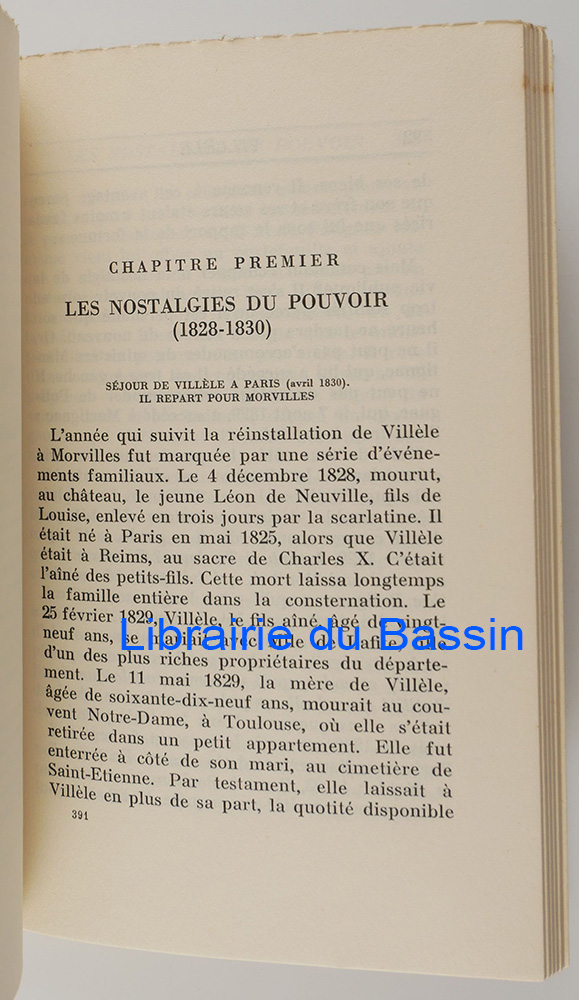 CHAPITRE PREMIER
LES NOSTALGIES DU POUVOIR
(1828-1830)
SÉJOUR DE VILLÈLE A PARIS (avril 1830).
IL REPART POUR MORVILLES
L'année qui suivit la réinstallation de Villèle
à Morvilles fut marquée par une série d'événe-
ments familiaux. Le 4 décembre 1828, mourut,
au château, le jeune Léon de Neuville, fils de
Louise, enlevé en trois jours par la scarlatine. Il
était né à Paris en mai 1825, alors que Villèle
était à Reims, au sacre de Charles X. C'était
l'aîné des petits-fils. Cette mort laissa longtemps
la famille entière dans la consternation. Le
25 février 1829, Villèle, le fils aîné âgé de vingt-
neuf ans, se mariait avec
Librairie du Bassin
d'un des plus riches propriétaires du départe-
ment. Le 11 mai 1829, la mère de Villèle,
âgée de soixante-dix-neuf ans, mourait au cou-
vent Notre-Dame, à Toulouse, où elle s'était
retirée dans un petit appartement. Elle fut
enterrée à côté de son mari, au cimetière de
Saint-Etienne. Par testament, elle laissait à
Villèle en plus de sa part, la quotité disponible
391